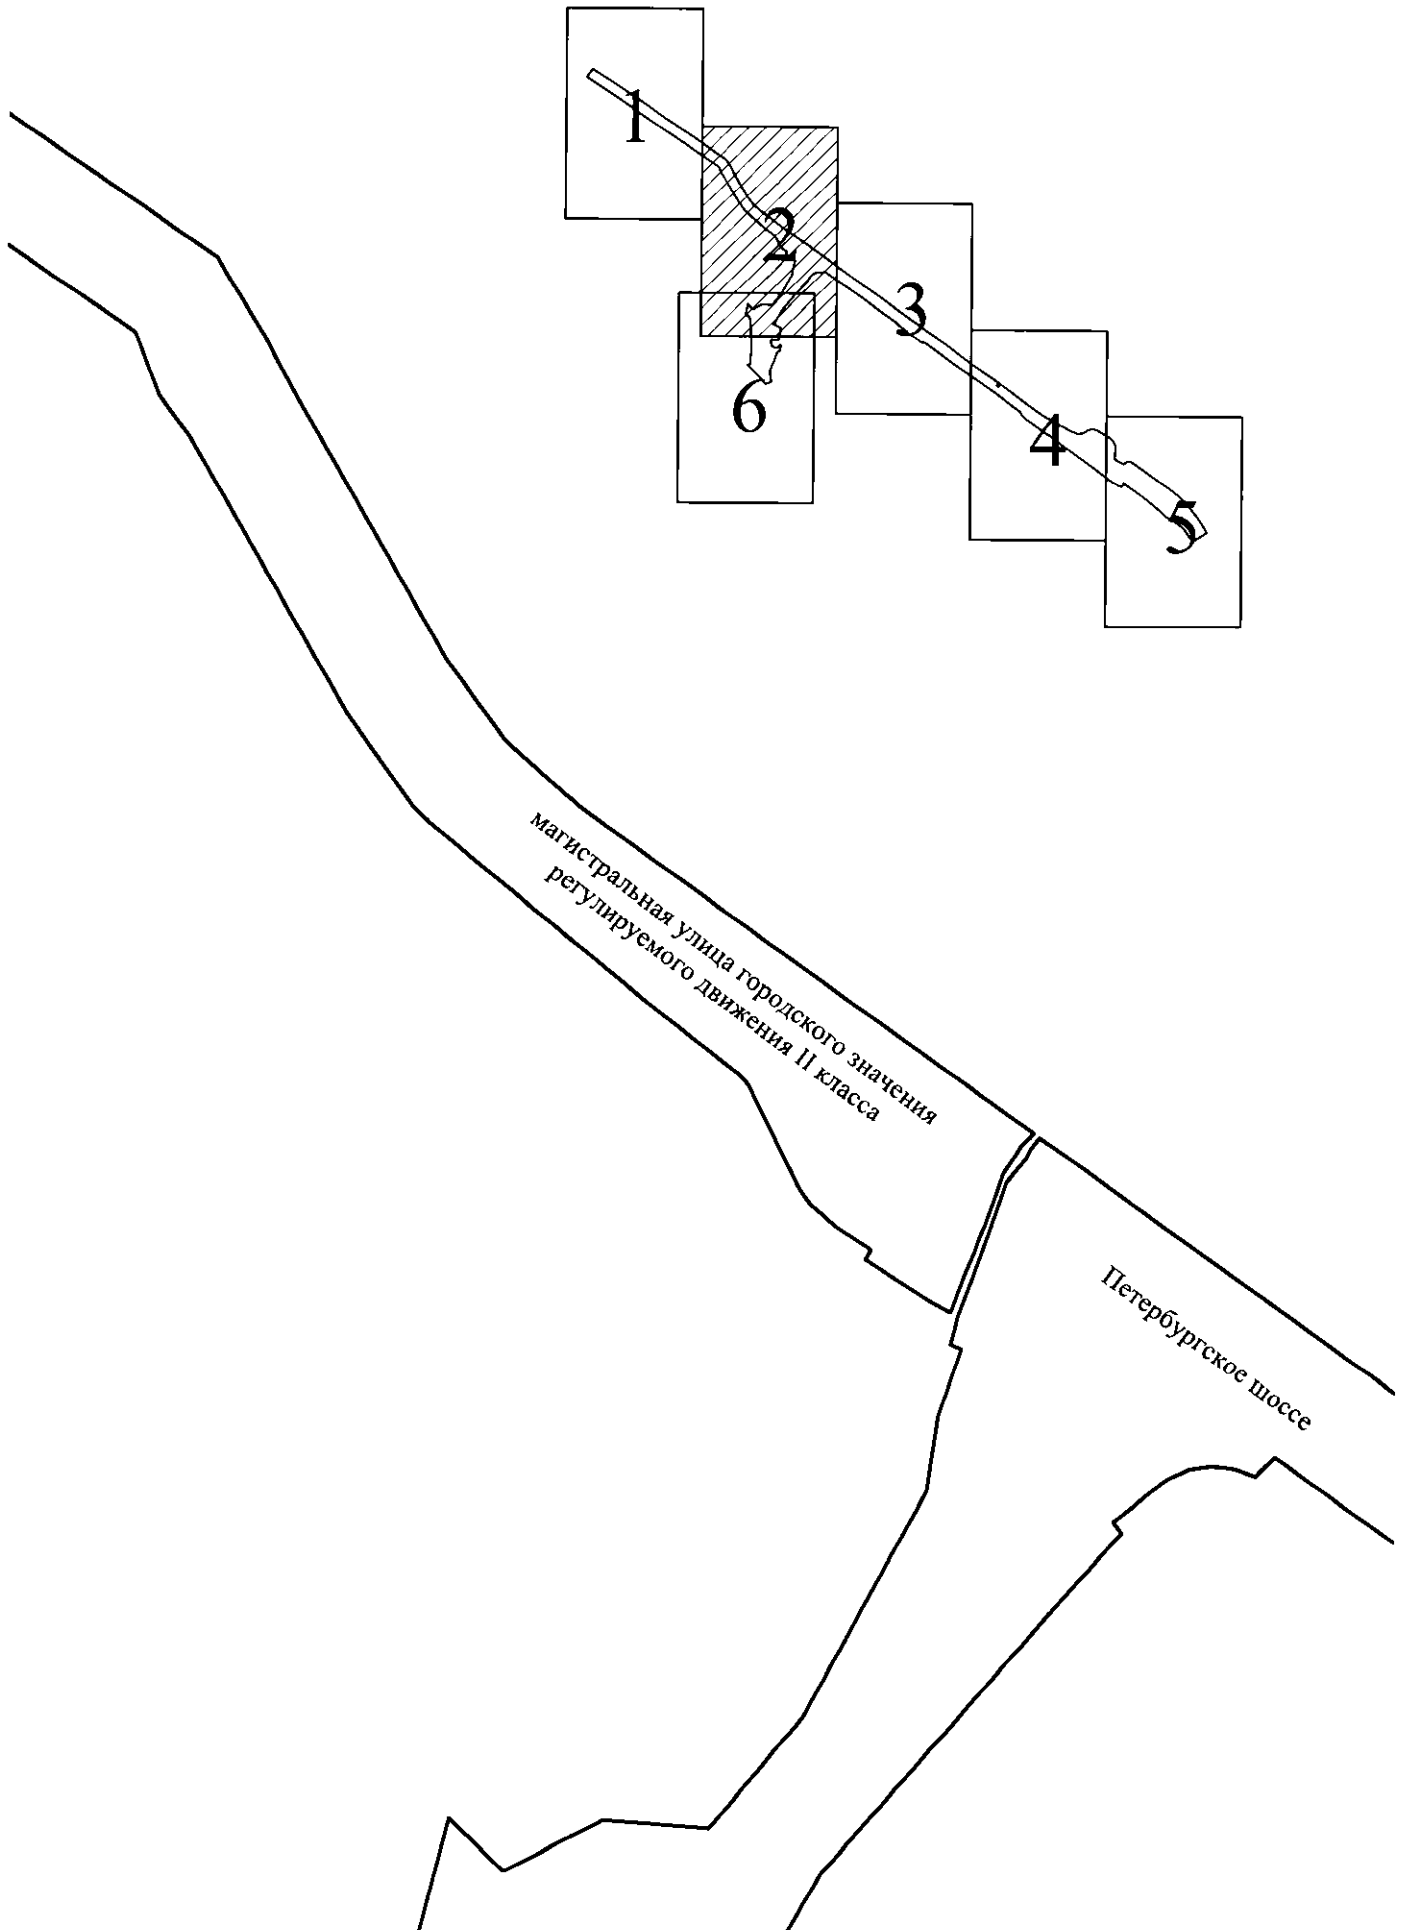 1
2
3
4
5
6
магистральная улица городского значения
регулируемого движения II класса
Петербургское шоссе